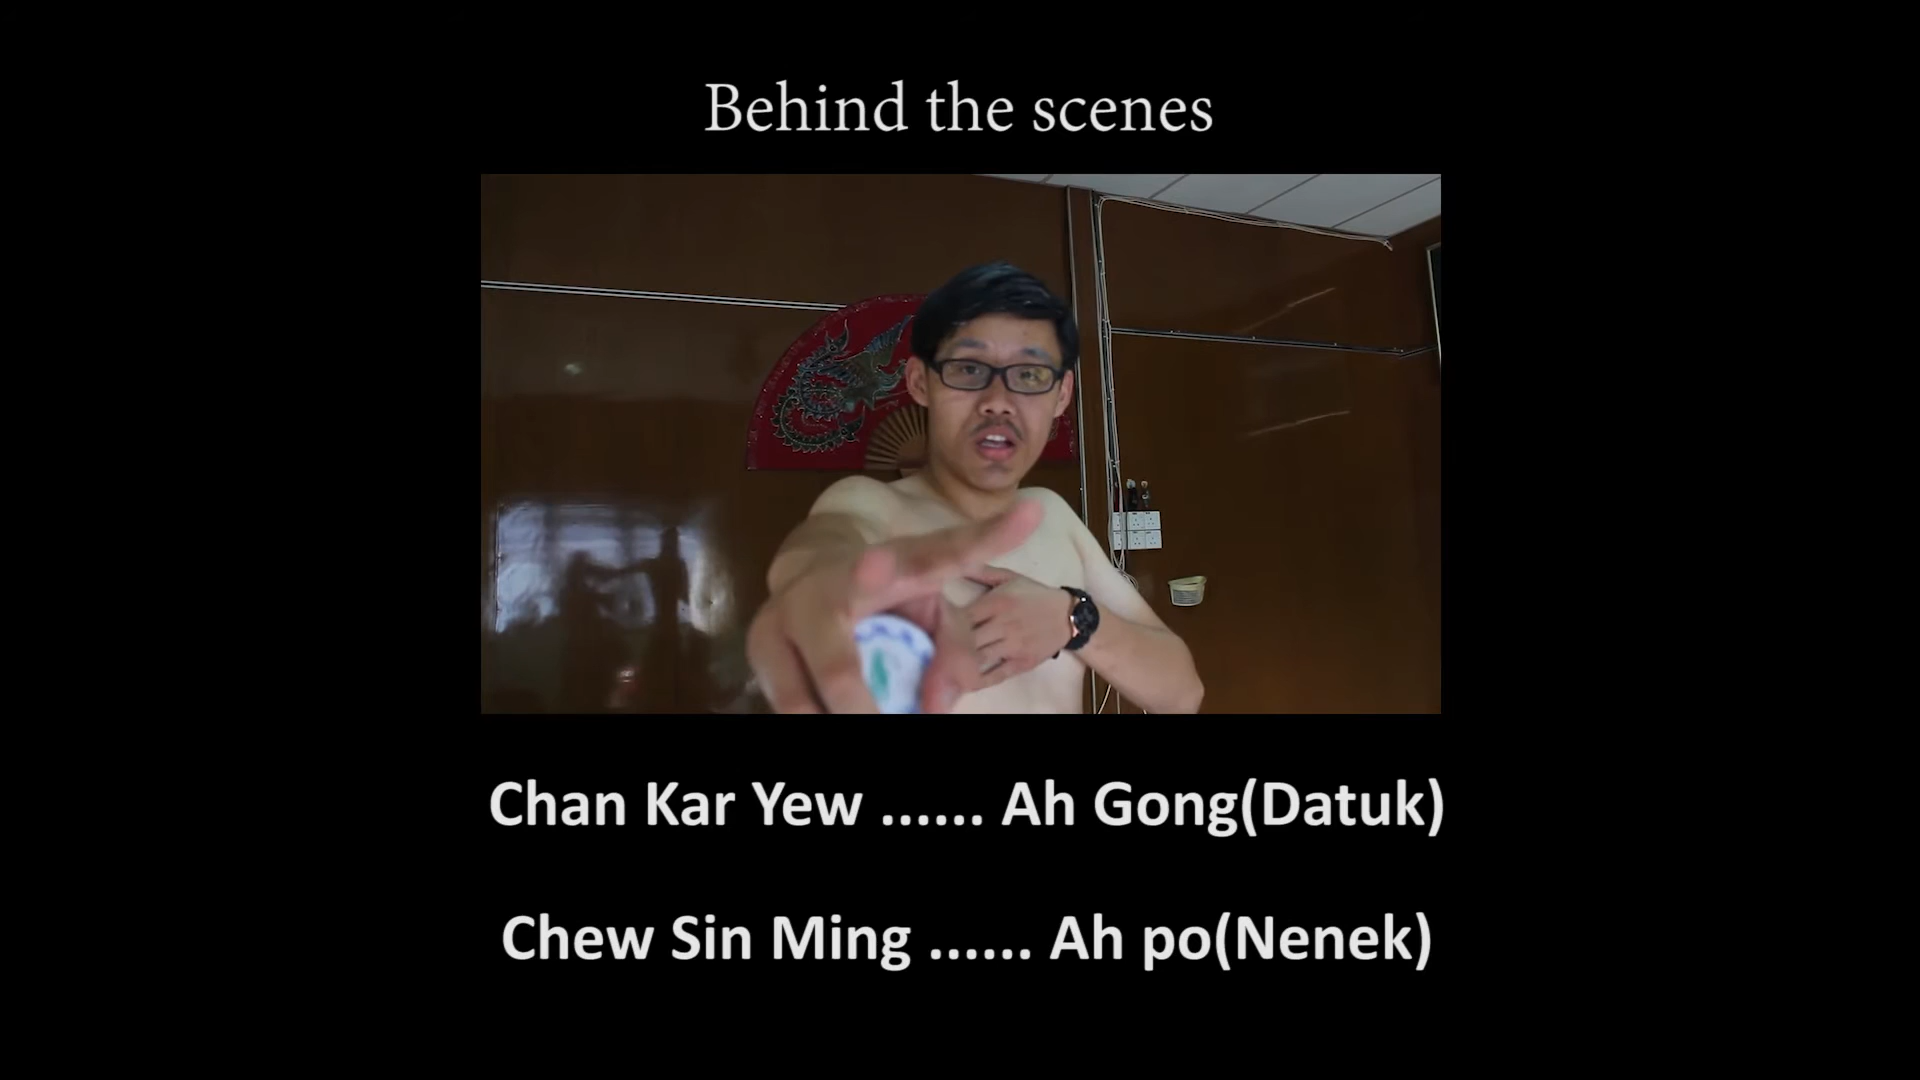 Behind the scenes
Chan Kar Yew ...... Ah Gong(Datuk)
Chew Sin Ming ...... Ah po(Nenek)